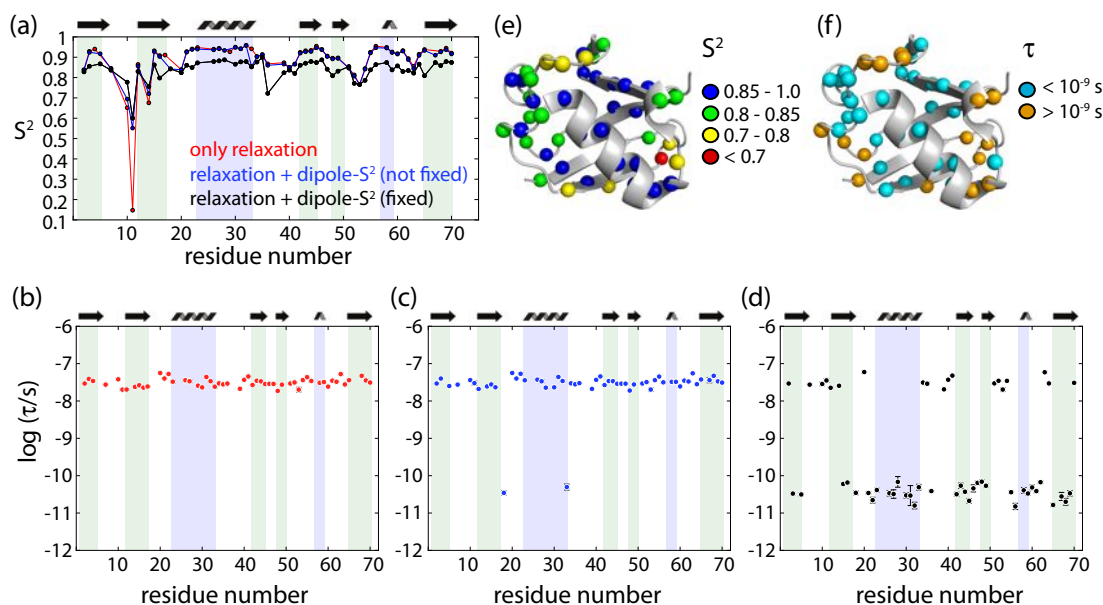 (a)
1
0.9
0.8
0.7
0.6
0.5
0.4
0.3
0.2
0.1
S²
only relaxation
relaxation + dipole-S² (not fixed)
relaxation + dipole-S² (fixed)
10 20 30 40 50 60 70
residue number
(e)
S²
0.85 - 1.0
0.8 - 0.85
0.7 - 0.8
< 0.7
(f)
τ
< 10⁻⁹ s
> 10⁻⁹ s
(b)
-6
-7
-8
-9
-10
-11
-12
log (τ/s)
0 10 20 30 40 50 60 70
residue number
(c)
-6
-7
-8
-9
-10
-11
-12
0 10 20 30 40 50 60 70
residue number
(d)
-6
-7
-8
-9
-10
-11
-12
0 10 20 30 40 50 60 70
residue number